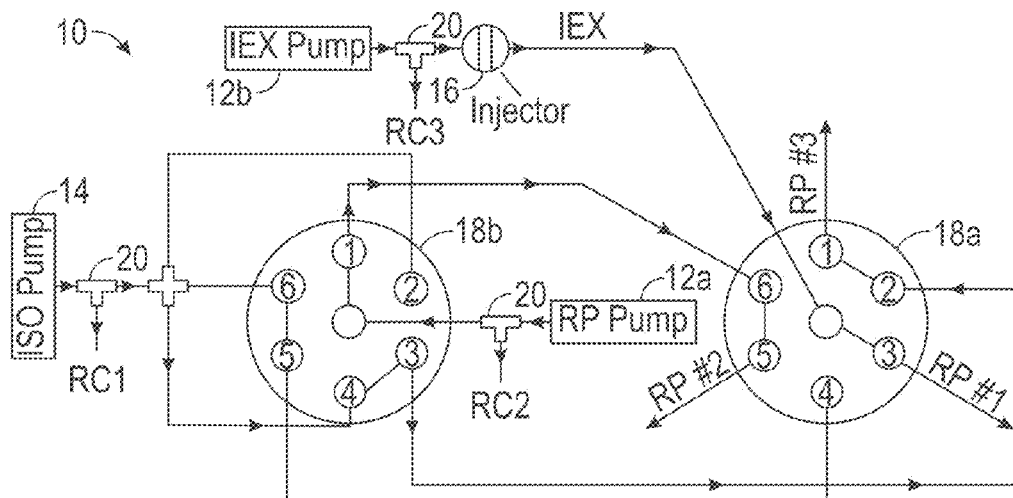 10
IEX Pump
12b
20
16
Injector
IEX
RC3
RP #3
14
ISO Pump
20
RC1
1
2
3
4
5
6
18b
20
RC2
12a
RP Pump
18a
1
2
3
4
5
6
RP #2
RP #1